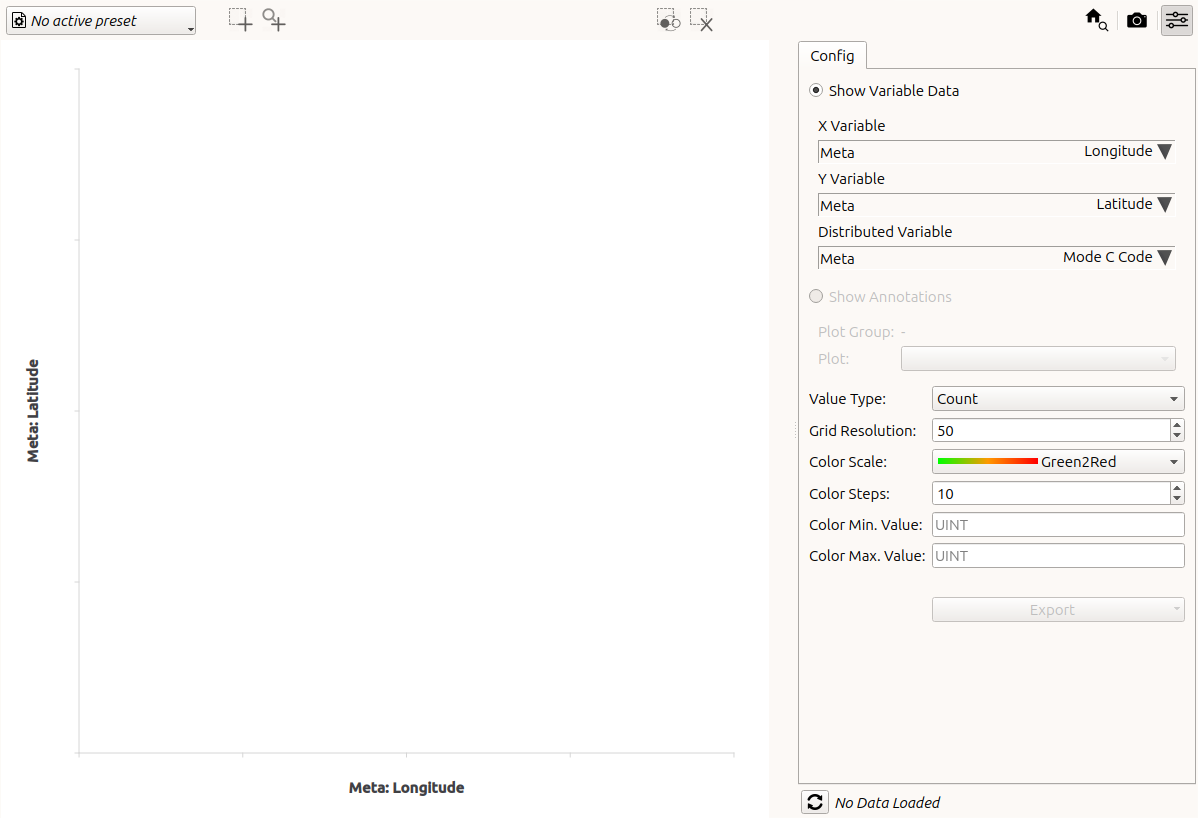 No active preset
Meta: Latitude
Meta: Longitude
Config
Show Variable Data
X Variable
Meta Longitude
Y Variable
Meta Latitude
Distributed Variable
Meta Mode C Code
Show Annotations
Plot Group: -
Plot:
Value Type: Count
Grid Resolution: 50
Color Scale: Green2Red
Color Steps: 10
Color Min. Value: UINT
Color Max. Value: UINT
Export
No Data Loaded